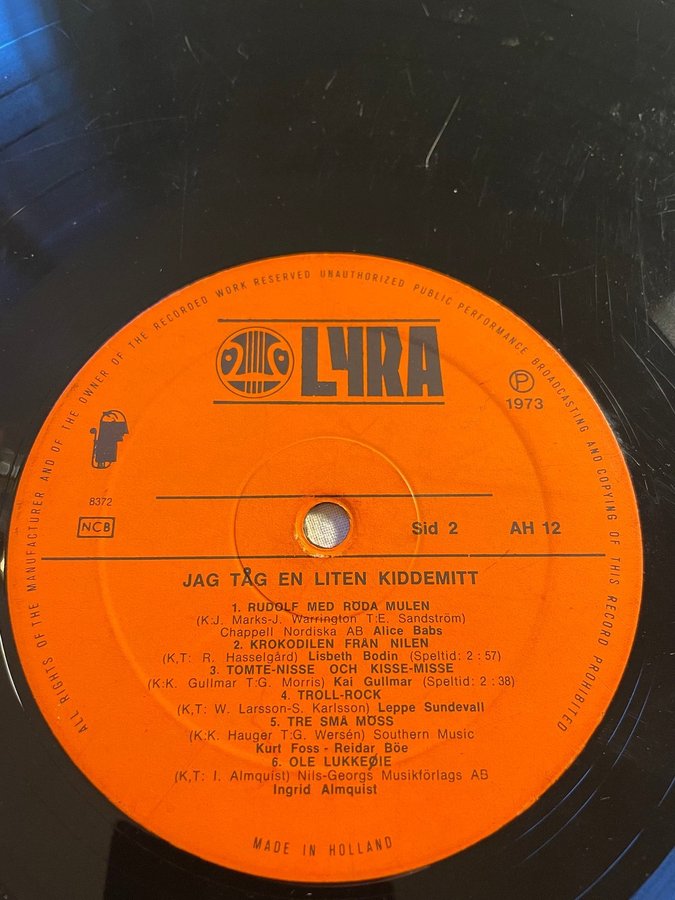 ALL RIGHTS OF THE MANUFACTURER AND OF THE OWNER OF THE RECORDED WORK RESERVED UNAUTHORIZED PUBLIC PERFORMANCE BROADCASTING AND COPYING OF THIS RECORD PROHIBITED
LYRA
Ⓟ
1973
8372
NCB
Sid 2 AH 12
JAG TÅG EN LITEN KIDDEMITT
1. RUDOLF MED RÖDA MULEN
(K:J. Marks-J. Warrington T:E. Sandström)
Chappell Nordiska AB Alice Babs
2. KROKODILEN FRÅN NILEN
(K,T: R. Hasselgård) Lisbeth Bodin (Speltid: 2 : 57)
3. TOMTE-NISSE OCH KISSE-MISSE
(K:K. Gullmar T:G. Morris) Kai Gullmar (Speltid: 2 : 38)
4. TROLL-ROCK
(K,T: W. Larsson-S. Karlsson) Leppe Sundevall
5. TRE SMÅ MÖSS
(K:K. Hauger T:G. Wersén) Southern Music
Kurt Foss - Reidar Böe
6. OLE LUKKEØIE
(K,T: I. Almquist) Nils-Georgs Musikförlags AB
Ingrid Almquist
MADE IN HOLLAND